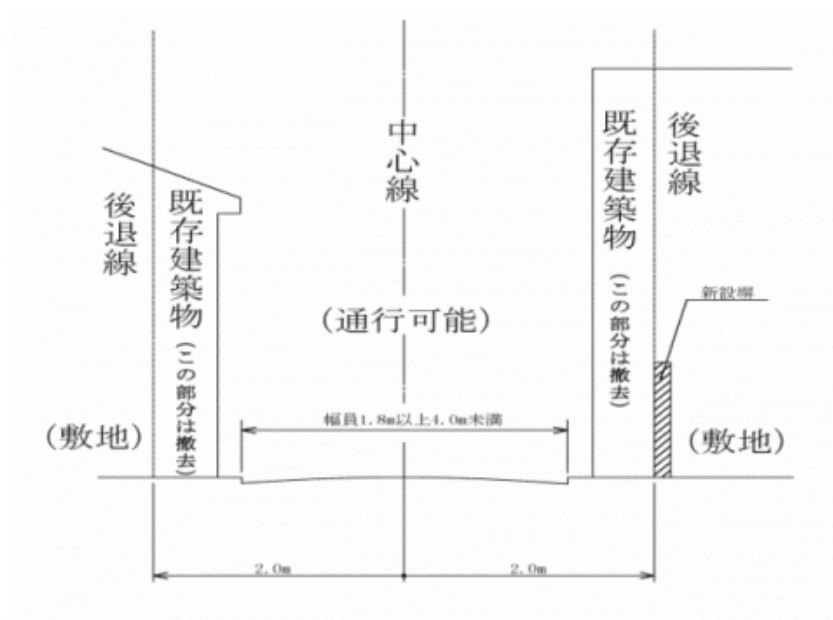 中心線
既存建築物（この部分は撤去）
後退線
後退線
既存建築物（この部分は撤去）
新設塀
（通行可能）
幅員1.8m以上4.0m未満
（敷地）
（敷地）
2.0m
2.0m